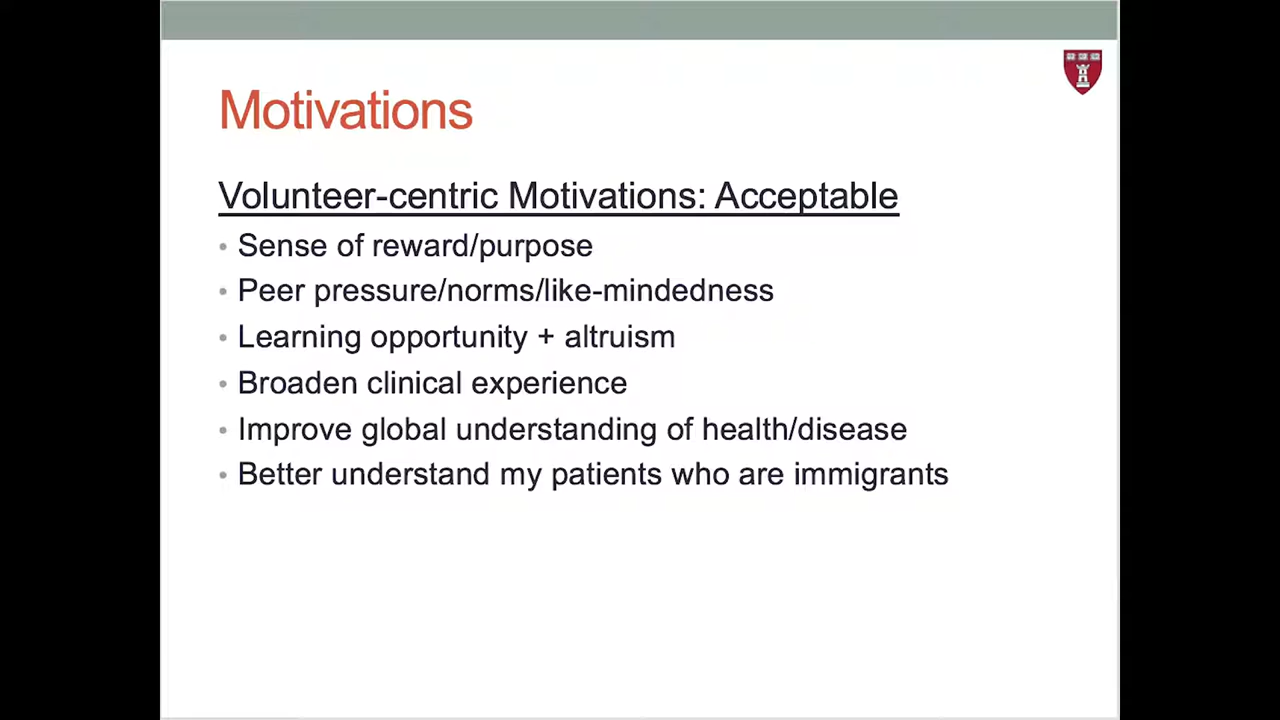 Motivations
Volunteer-centric Motivations: Acceptable
• Sense of reward/purpose
• Peer pressure/norms/like-mindedness
• Learning opportunity + altruism
• Broaden clinical experience
• Improve global understanding of health/disease
• Better understand my patients who are immigrants